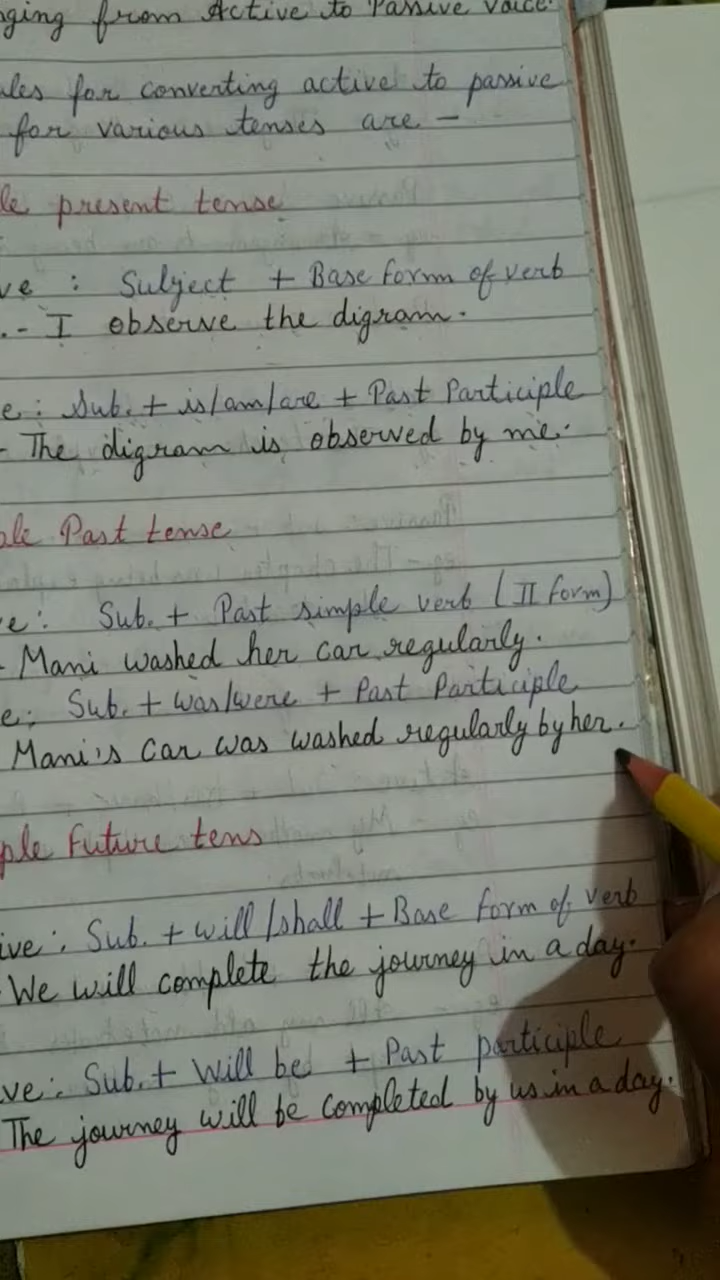 ging from Active to Passive voice.
ules for converting active to passive
for various tenses are -
le present tense
ve : Subject + Base form of verb
.- I observe the digram.
e: Sub. + is/am/are + Past Participle
- The digram is observed by me.
ple Past tense
e: Sub. + Past simple verb (II form)
- Mani washed her car regularly.
e: Sub. + was/were + Past Participle
Mani's car was washed regularly by her.
ple Future tens
ive: Sub. + will/shall + Base form of verb
- We will complete the journey in a day.
ve: Sub. + Will be + Past participle
The journey will be completed by us in a day.